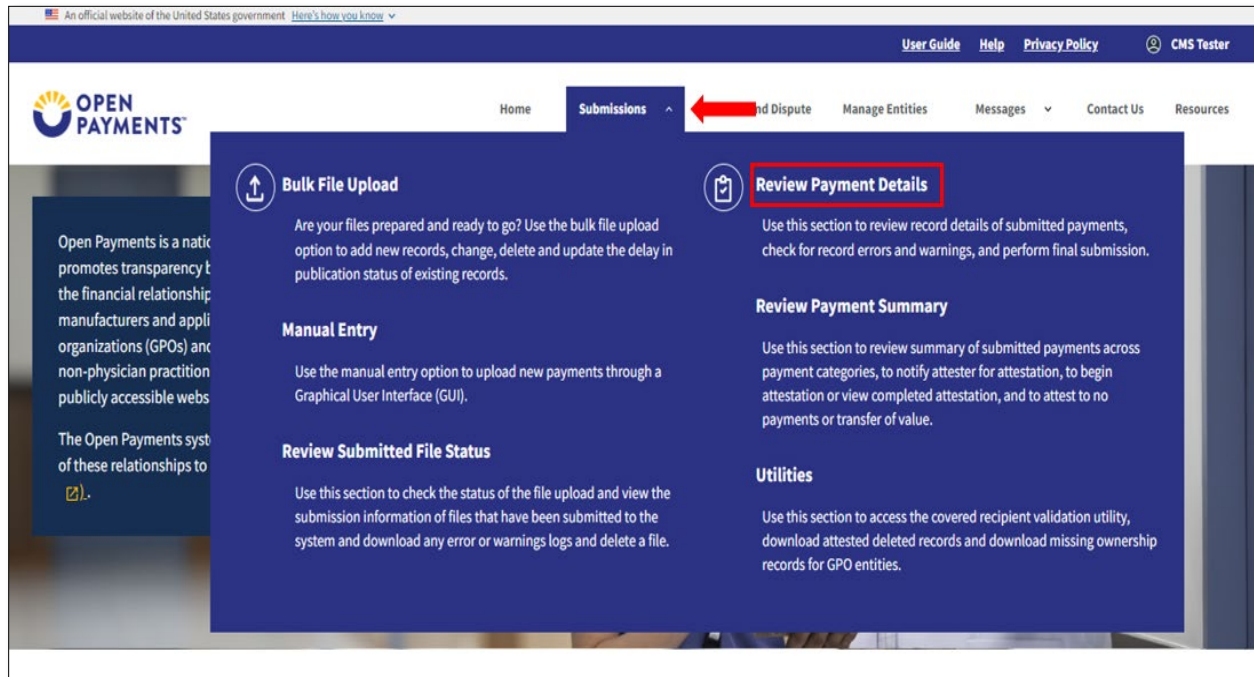 An official website of the United States government Here's how you know
User Guide Help Privacy Policy CMS Tester
OPEN
PAYMENTS
Home Submissions nd Dispute Manage Entities Messages Contact Us Resources
Bulk File Upload
Are your files prepared and ready to go? Use the bulk file upload
option to add new records, change, delete and update the delay in
publication status of existing records.
Manual Entry
Use the manual entry option to upload new payments through a
Graphical User Interface (GUI).
Review Submitted File Status
Use this section to check the status of the file upload and view the
submission information of files that have been submitted to the
system and download any error or warnings logs and delete a file.
Review Payment Details
Use this section to review record details of submitted payments,
check for record errors and warnings, and perform final submission.
Review Payment Summary
Use this section to review summary of submitted payments across
payment categories, to notify attester for attestation, to begin
attestation or view completed attestation, and to attest to no
payments or transfer of value.
Utilities
Use this section to access the covered recipient validation utility,
download attested deleted records and download missing ownership
records for GPO entities.
Open Payments is a natio
promotes transparency b
the financial relationship
manufacturers and appli
organizations (GPOs) and
non-physician practition
publicly accessible webs
The Open Payments syst
of these relationships to
).